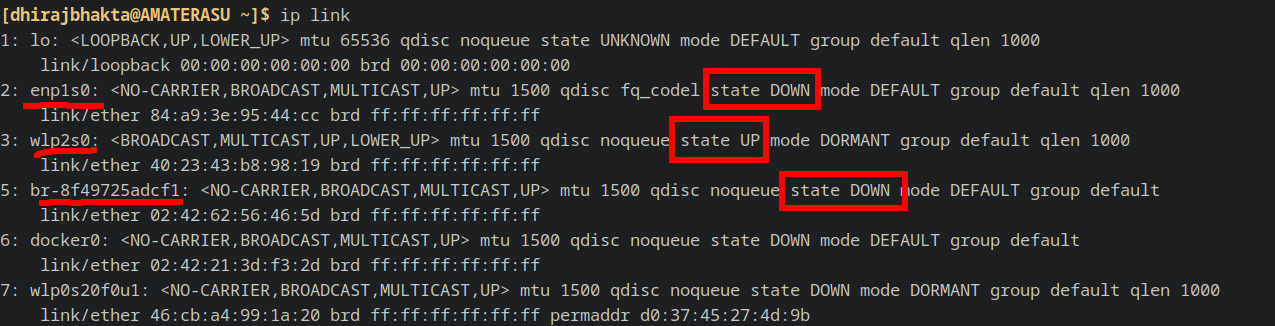 [dhirajbhakta@AMATERASU ~]$ ip link
1: lo: <LOOPBACK,UP,LOWER_UP> mtu 65536 qdisc noqueue state UNKNOWN mode DEFAULT group default qlen 1000
    link/loopback 00:00:00:00:00:00 brd 00:00:00:00:00:00
2: enp1s0: <NO-CARRIER,BROADCAST,MULTICAST,UP> mtu 1500 qdisc fq_codel state DOWN mode DEFAULT group default qlen 1000
    link/ether 84:a9:3e:95:44:cc brd ff:ff:ff:ff:ff:ff
3: wlp2s0: <BROADCAST,MULTICAST,UP,LOWER_UP> mtu 1500 qdisc noqueue state UP mode DORMANT group default qlen 1000
    link/ether 40:23:43:b8:98:19 brd ff:ff:ff:ff:ff:ff
5: br-8f49725adcf1: <NO-CARRIER,BROADCAST,MULTICAST,UP> mtu 1500 qdisc noqueue state DOWN mode DEFAULT group default
    link/ether 02:42:62:56:46:5d brd ff:ff:ff:ff:ff:ff
6: docker0: <NO-CARRIER,BROADCAST,MULTICAST,UP> mtu 1500 qdisc noqueue state DOWN mode DEFAULT group default
    link/ether 02:42:21:3d:f3:2d brd ff:ff:ff:ff:ff:ff
7: wlp0s20f0u1: <NO-CARRIER,BROADCAST,MULTICAST,UP> mtu 1500 qdisc noqueue state DOWN mode DORMANT group default qlen 1000
    link/ether 46:cb:a4:99:1a:20 brd ff:ff:ff:ff:ff:ff permaddr d0:37:45:27:4d:9b